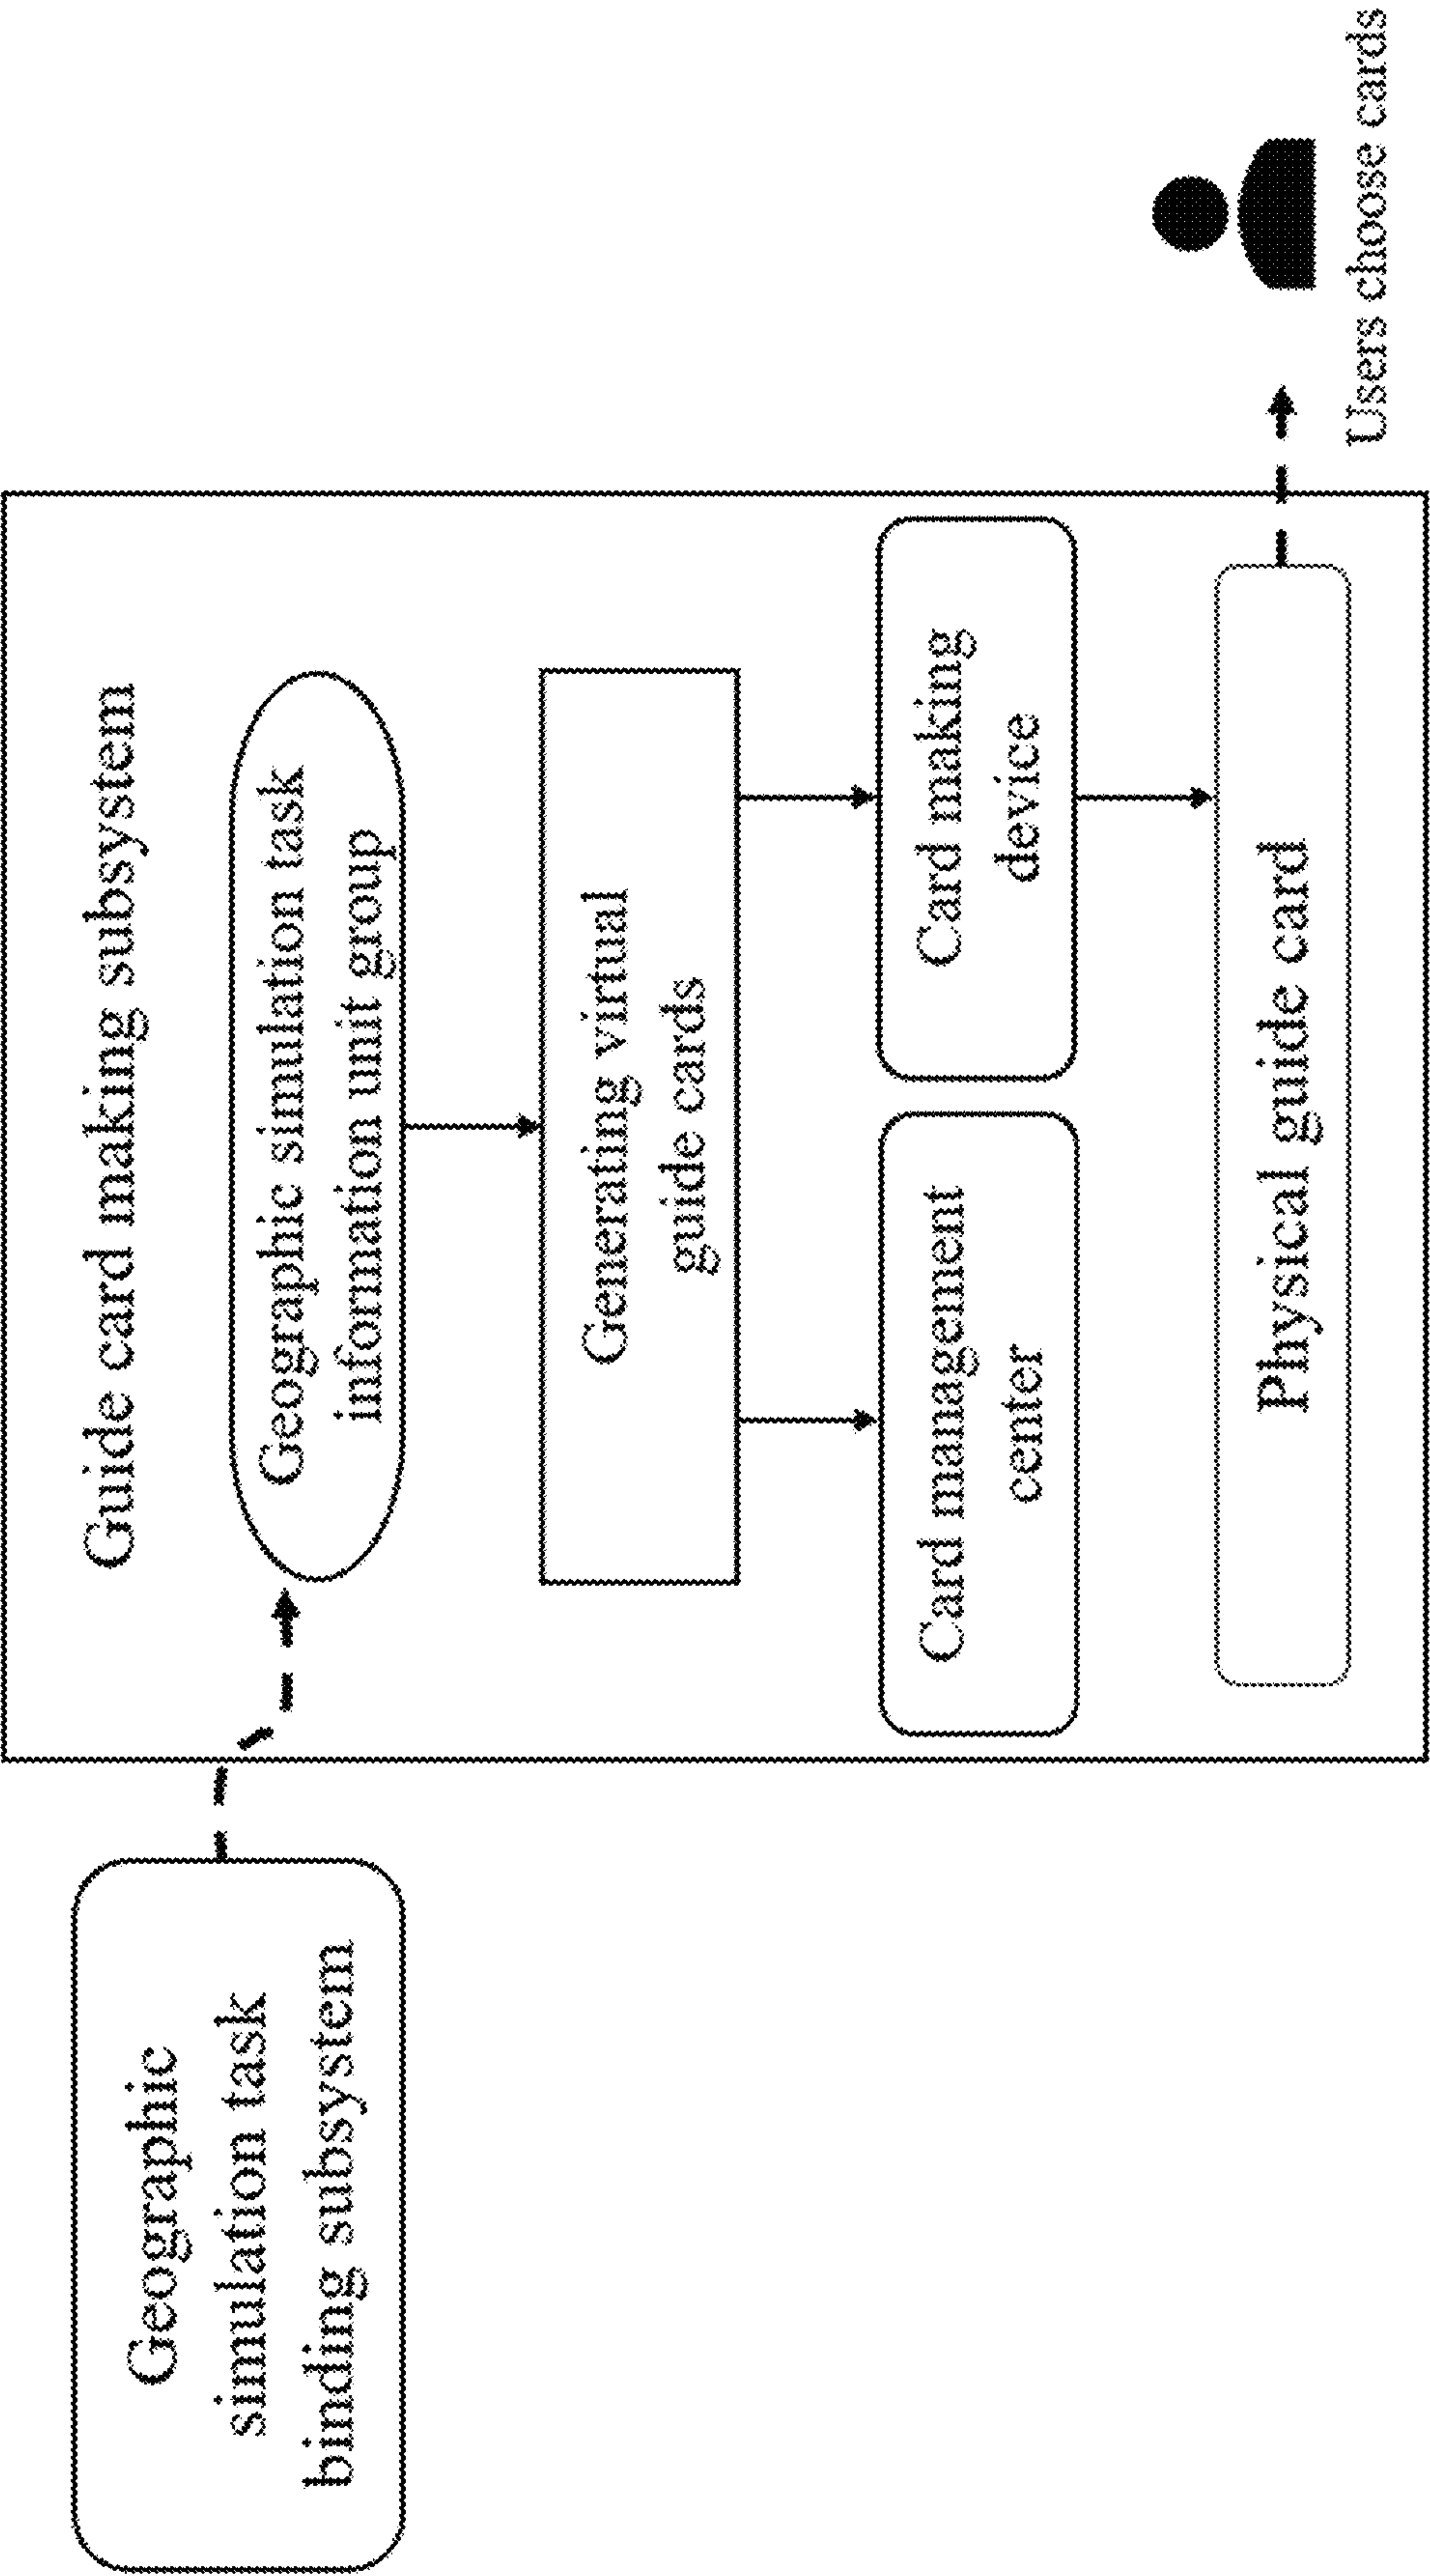 Geographic
simulation task
binding subsystem
Guide card making subsystem
Geographic simulation task
information unit group
Generating virtual
guide cards
Card management
center
Card making
device
Physical guide card
Users choose cards